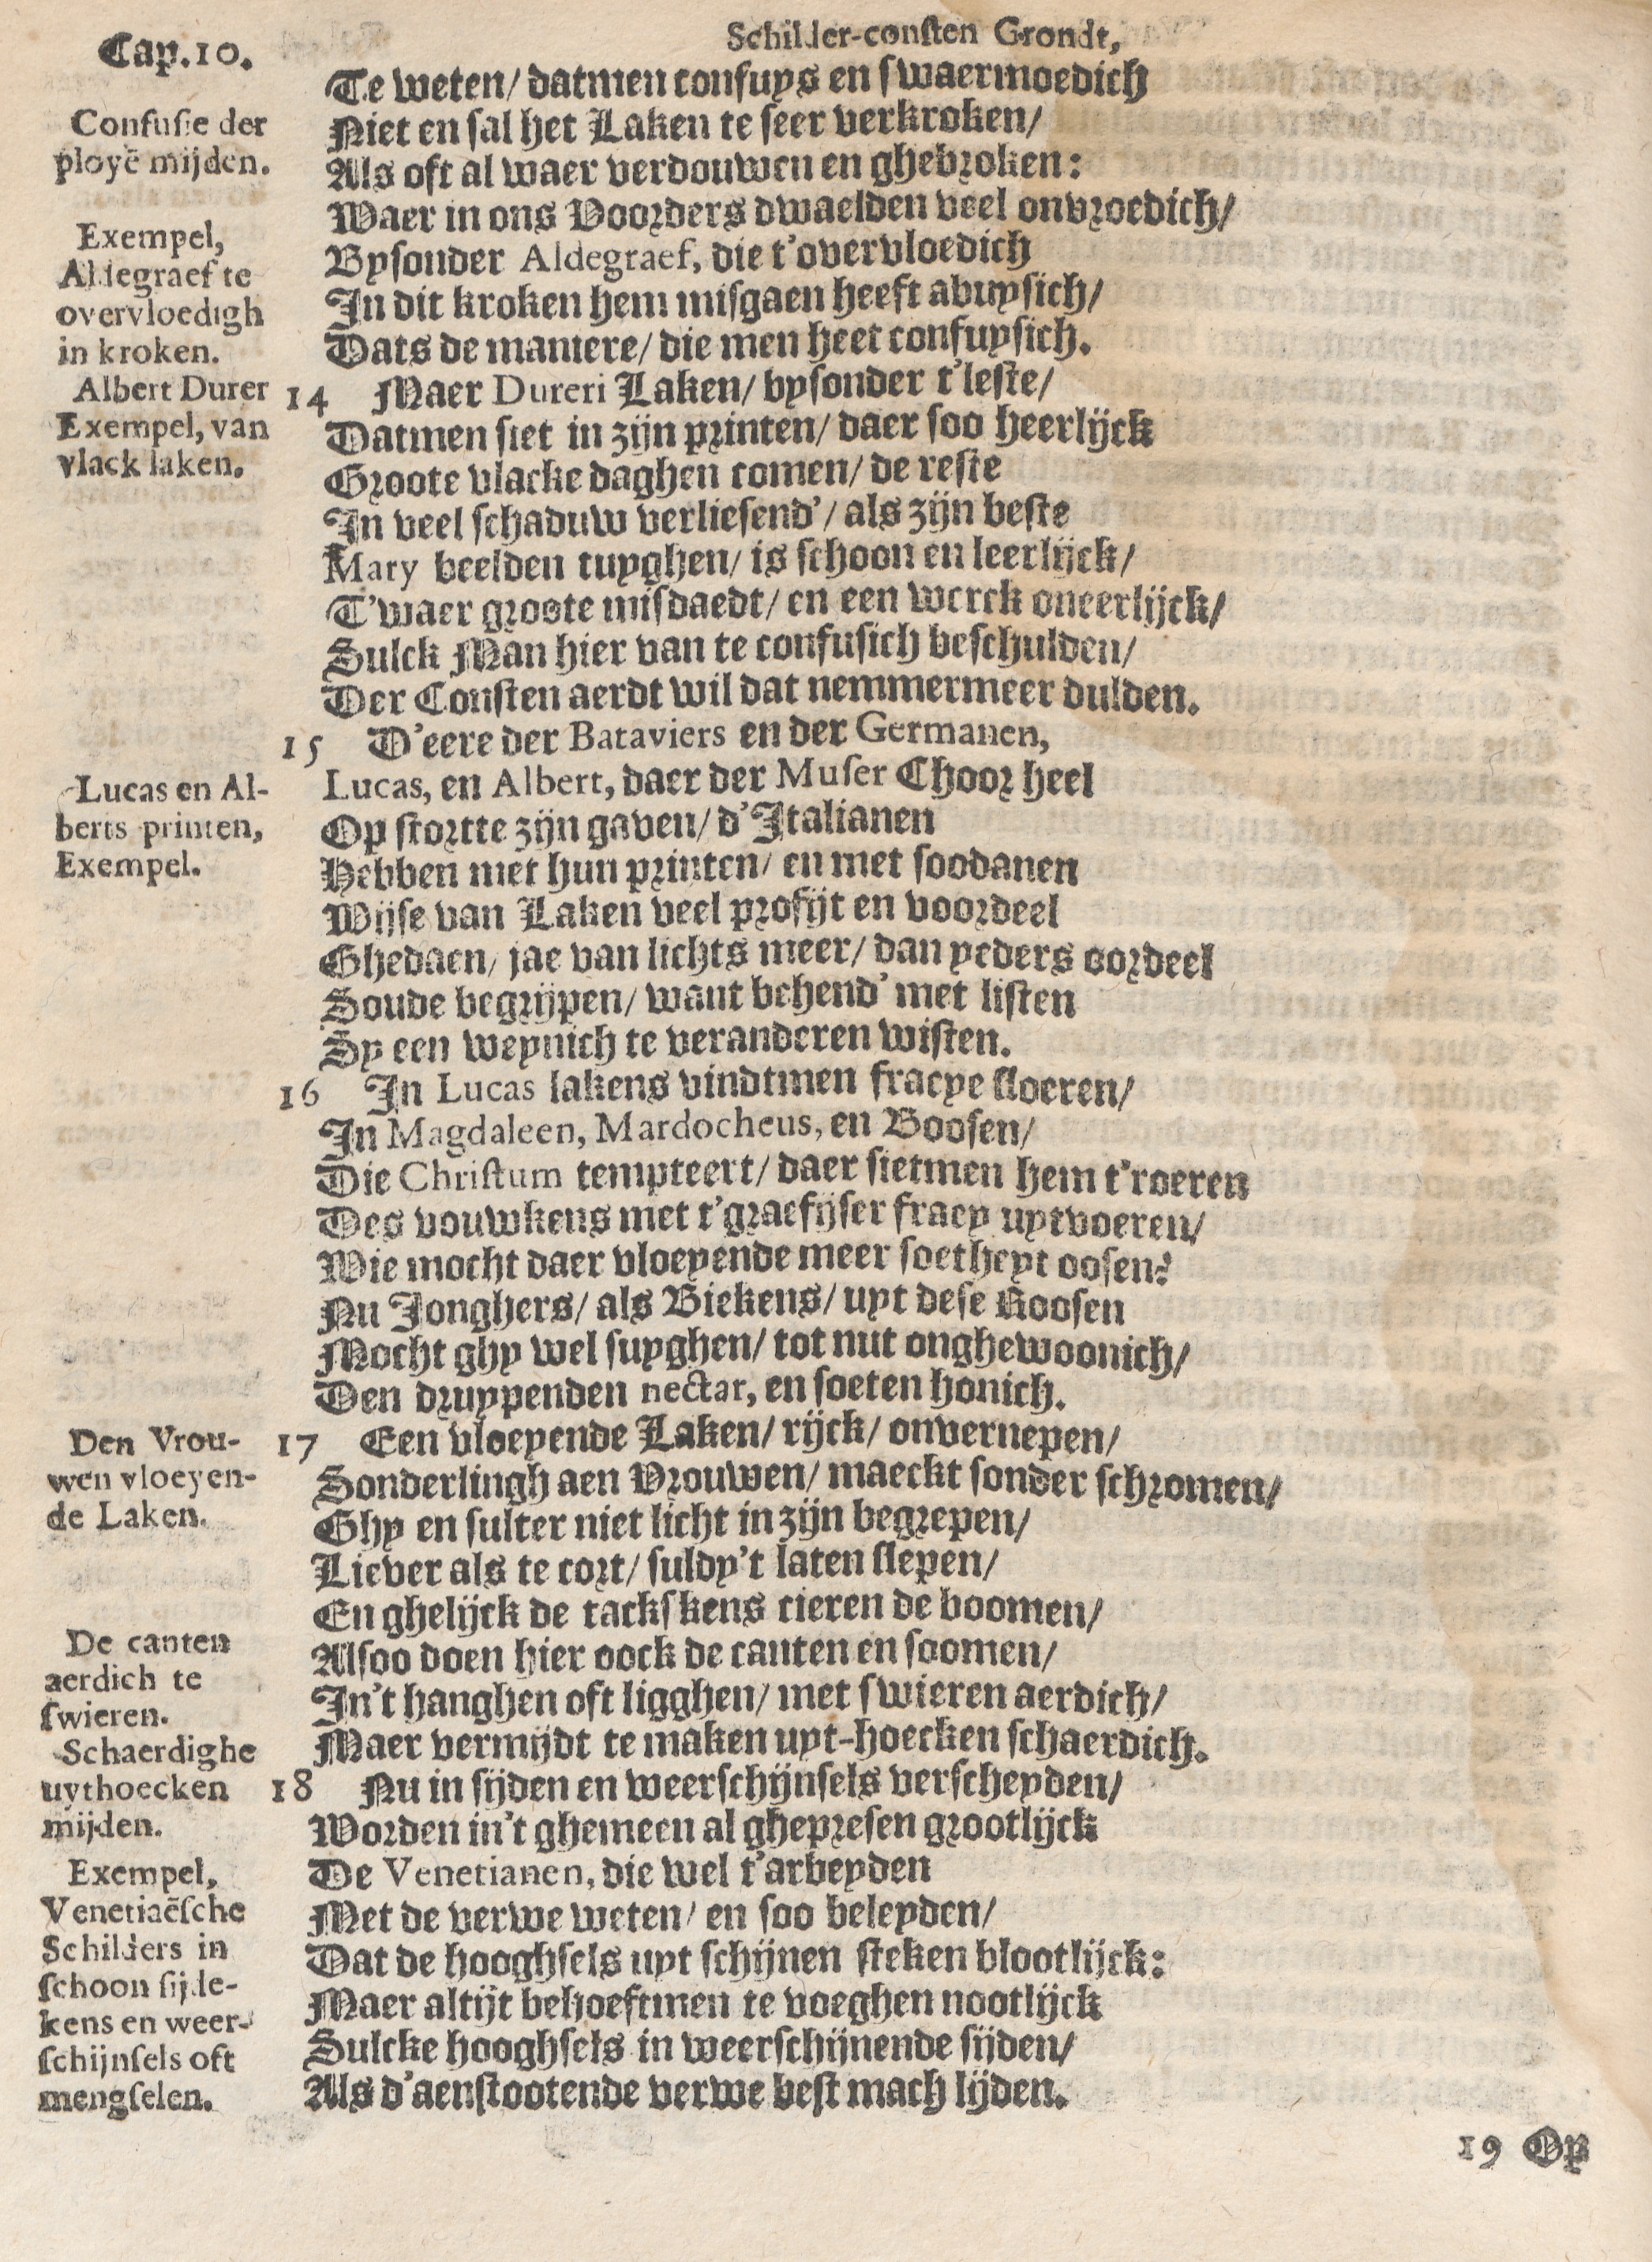 Cap. 10.
Schilder-consten Grondt,
Te weten/ datmen confuys en swaermoedich
Niet en sal het Laken te seer verkroken/
Als oft al waer verdouwen en ghebroken:
Waer in ons Voorders dwaelden veel onvroedich/
Bysonder Aldegraef, die t'overvloedich
In dit kroken hem misgaen heeft abuysich/
Dats de maniere/ die men heet confuysich.
Confusie der
ployē mijden.
Exempel,
Aldegraef te
overvloedigh
in kroken.
14 Maer Dureri Laken/ bysonder t'leste/
Datmen siet in zijn printen/ daer soo heerlijck
Groote vlacke daghen comen/ de reste
In veel schaduw verliesend'/ als zijn beste
Mary beelden tuyghen/ is schoon en leerlijck/
T'waer groote misdaedt/ en een werck oneerlijck/
Sulck Man hier van te confusich beschulden/
Der Consten aerdt wil dat nemmermeer dulden.
Albert Durer
Exempel, van
vlack laken.
15 D'eere der Bataviers en der Germanen,
Lucas, en Albert, daer der Muser Choor heel
Op stortte zijn gaven/ d'Italianen
Hebben met hun printen/ en met soodanen
Wijse van Laken veel profijt en voordeel
Ghedaen/ jae van lichts meer/ dan yeders oordeel
Soude begrijpen/ want behend' met listen
Sy een weynich te veranderen wisten.
Lucas en Al-
berts printen,
Exempel.
16 In Lucas lakens vindtmen fraeye sloeren/
In Magdaleen, Mardocheus, en Boosen/
Die Christum tempteert/ daer sietmen hem t'roeren
Des vouwkens met t'graefijser fraey uytvoeren/
Wie mocht daer vloeyende meer soetheyt oosen?
Nu Jonghers/ als Biekens/ uyt dese Roosen
Mocht ghy wel suyghen/ tot nut onghewoonich/
Den druppenden nectar, en soeten honich.
17 Een vloeyende Laken/ rijck/ onvernepen/
Sonderlingh aen Vrouwen/ maeckt sonder schromen/
Ghy en sulter niet licht in zijn begrepen/
Liever als te cort/ suldy't laten slepen/
En ghelijck de tackskens cieren de boomen/
Alsoo doen hier oock de canten en soomen/
In't hanghen oft ligghen/ met swieren aerdich/
Maer vermijdt te maken uyt-hoecken schaerdich.
Den Vrou-
wen vloeyen-
de Laken.
De canten
aerdich te
swieren.
Schaerdighe
uythoecken
mijden.
18 Nu in sijden en weerschijnsels verscheyden/
Worden in't ghemeen al ghepresen grootlijck
De Venetianen, die wel t'arbeyden
Met de verwe weten/ en soo beleyden/
Dat de hooghsels uyt schijnen steken blootlijck:
Maer altijt behoeftmen te voeghen nootlijck
Sulcke hooghsels in weerschijnende sijden/
Als d'aenstootende verwe best mach lijden.
Exempel,
Venetiaēsche
Schilders in
schoon sijde-
kens en weer-
schijnsels oft
mengselen.
19 Op